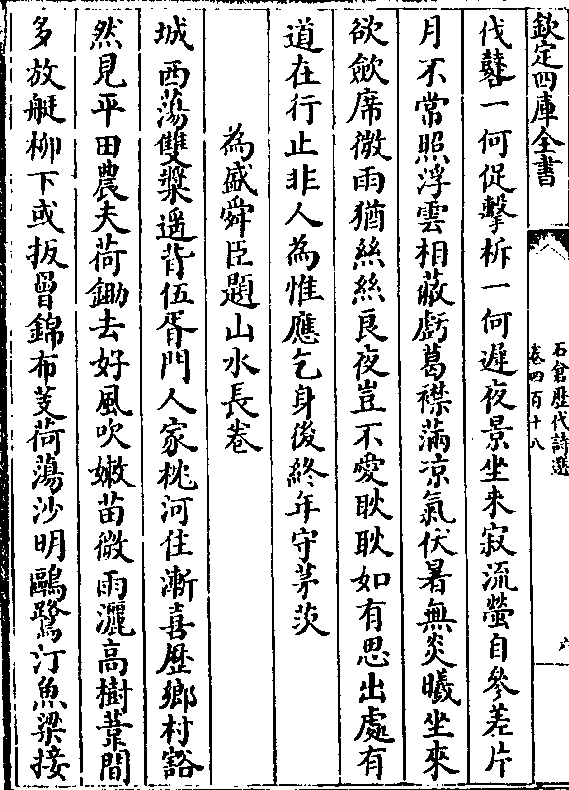 欽定四庫全書
石倉歷代詩選
卷四百十八
六
伐鼛一何促擊柝一何遲夜景坐來寂流螢自參差片
月不常照浮雲相蔽虧葛襟滿凉氣伏暑無炎曦坐來
欲歛席微雨猶絲絲良夜豈不愛耿耿如有思出處有
道在行止非人為惟應乞身後終年守茅茨
為盛舜臣題山水長卷
城西蕩雙槳遥背伍胥門人家枕河住漸喜歷鄉村豁
然見平田農夫荷鋤去好風吹嫩苗微雨灑高樹葦間
多放艇柳下或扳罾錦布芰荷蕩沙明鷗鷺汀魚梁接